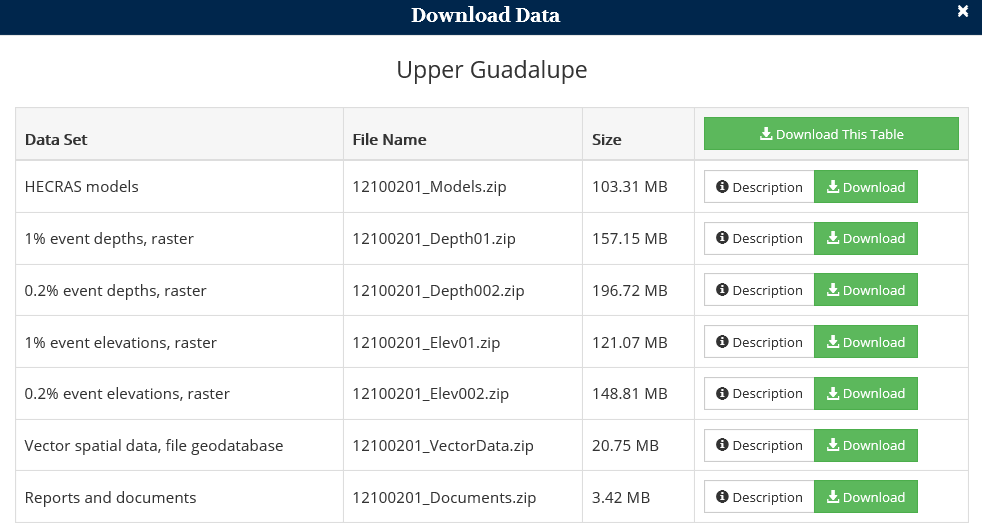 Download Data ×
Upper Guadalupe
Data Set File Name Size Download This Table
HECRAS models 12100201_Models.zip 103.31 MB Description Download
1% event depths, raster 12100201_Depth01.zip 157.15 MB Description Download
0.2% event depths, raster 12100201_Depth002.zip 196.72 MB Description Download
1% event elevations, raster 12100201_Elev01.zip 121.07 MB Description Download
0.2% event elevations, raster 12100201_Elev002.zip 148.81 MB Description Download
Vector spatial data, file geodatabase 12100201_VectorData.zip 20.75 MB Description Download
Reports and documents 12100201_Documents.zip 3.42 MB Description Download